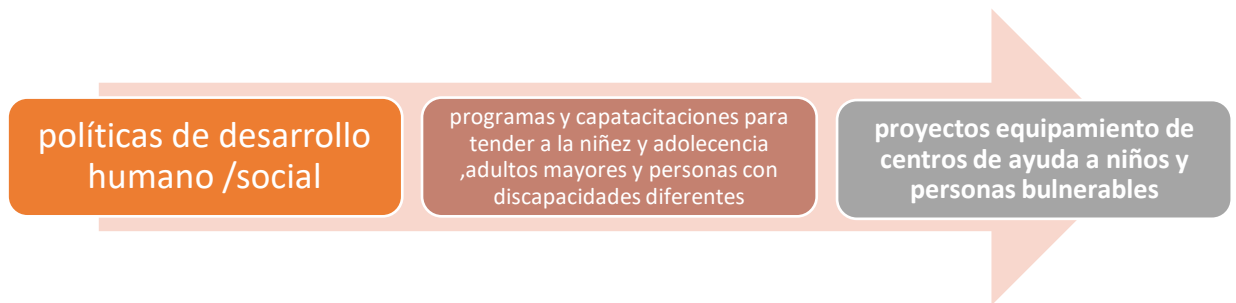 políticas de desarrollo
humano /social
programas y capatacitaciones para
tender a la niñez y adolecencia
,adultos mayores y personas con
discapacidades diferentes
proyectos equipamiento de
centros de ayuda a niños y
personas bulnerables